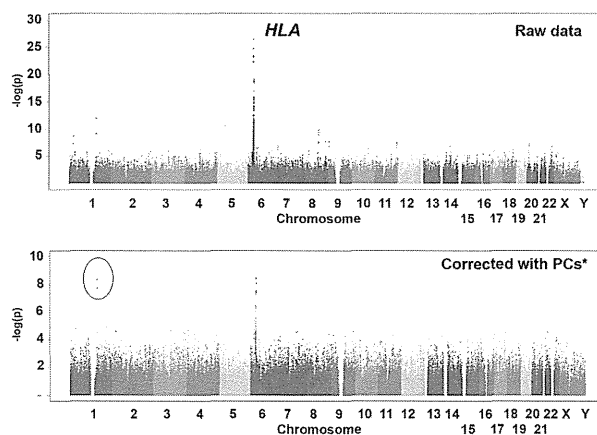 HLA
Raw data
30
25
20
15
10
5
-log(p)
1 2 3 4 5 6 7 8 9 10 11 12 13 14 16 18 20 22 X Y
15 17 19 21
Chromosome
Corrected with PCs*
10
8
6
4
2
-
-log(p)
1 2 3 4 5 6 7 8 9 10 11 12 13 14 16 18 20 22 X Y
15 17 19 21
Chromosome